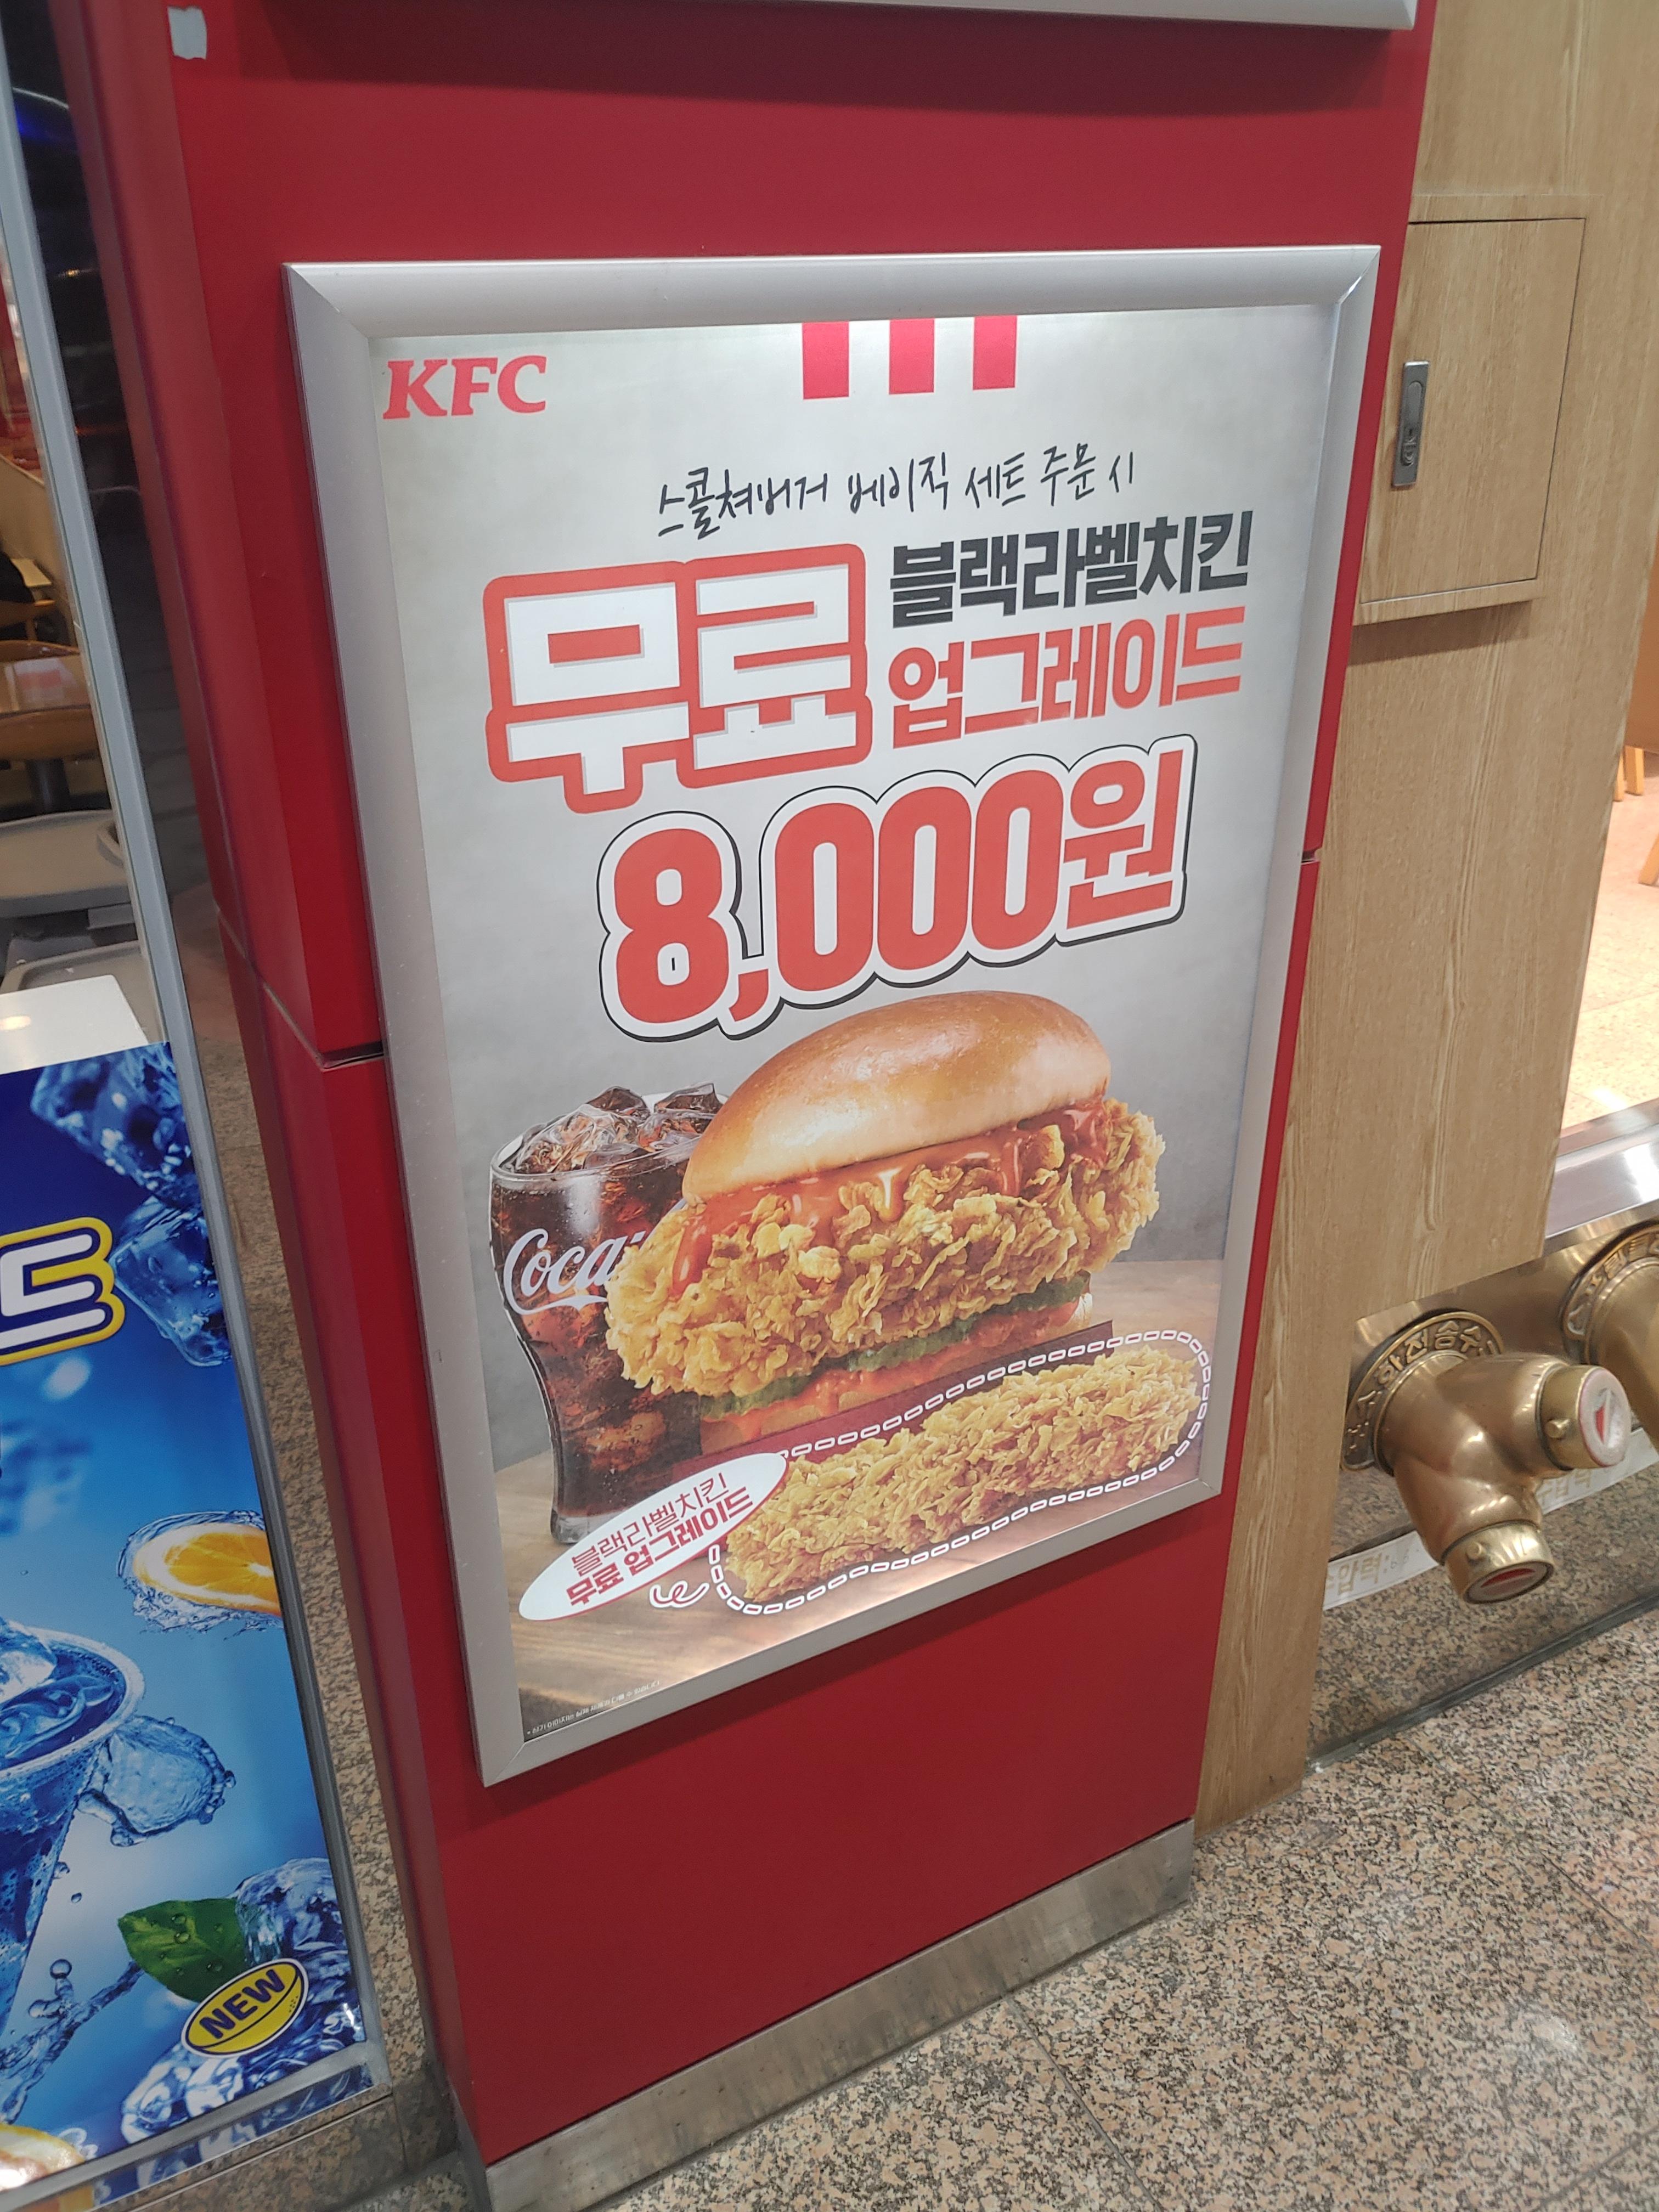 KFC
스콜쳐버거 베이직 세트 주문 시
무료 블랙라벨치킨
업그레이드
8,000원
Coca-
블랙라벨치킨
무료 업그레이드
드
NEW